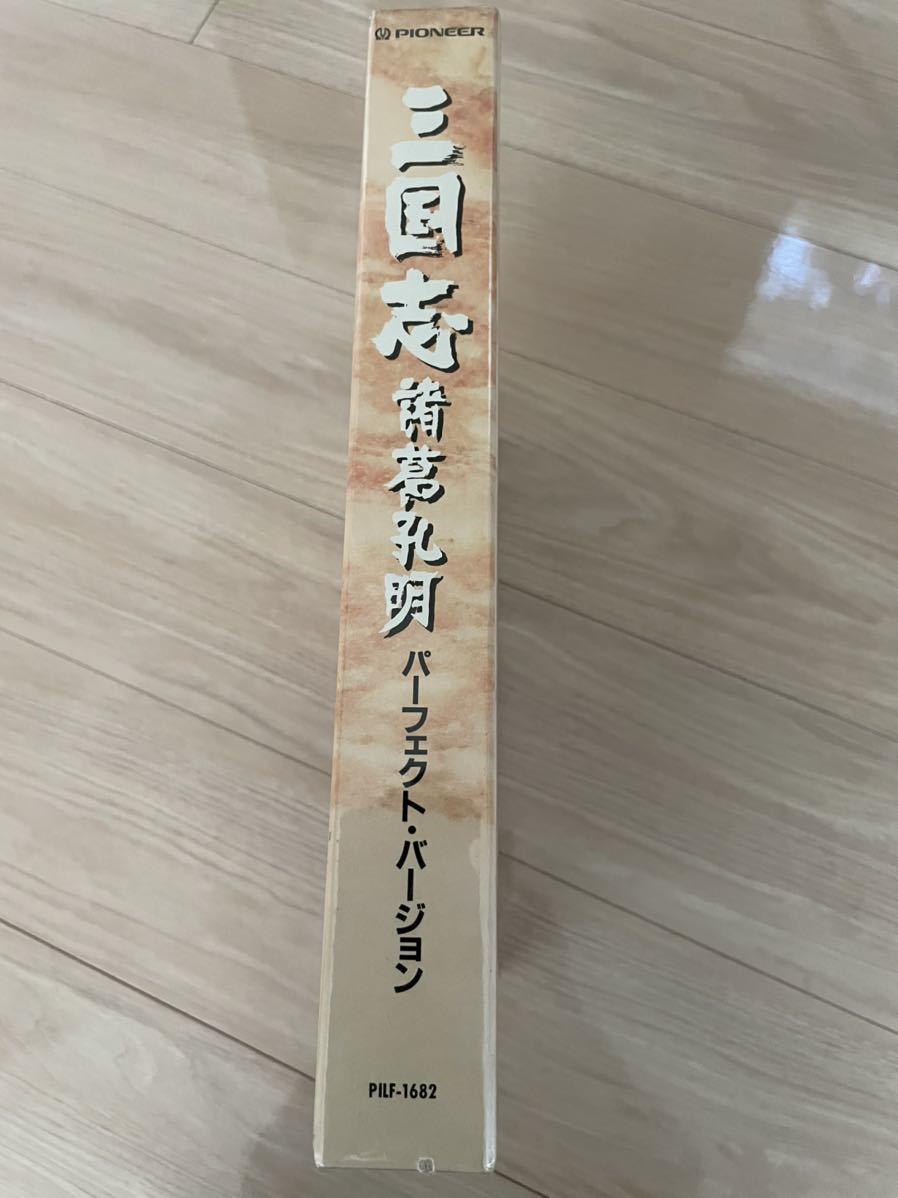 PIONEER
三国志
諸葛孔明
パーフェクト・バージョン
PILF-1682